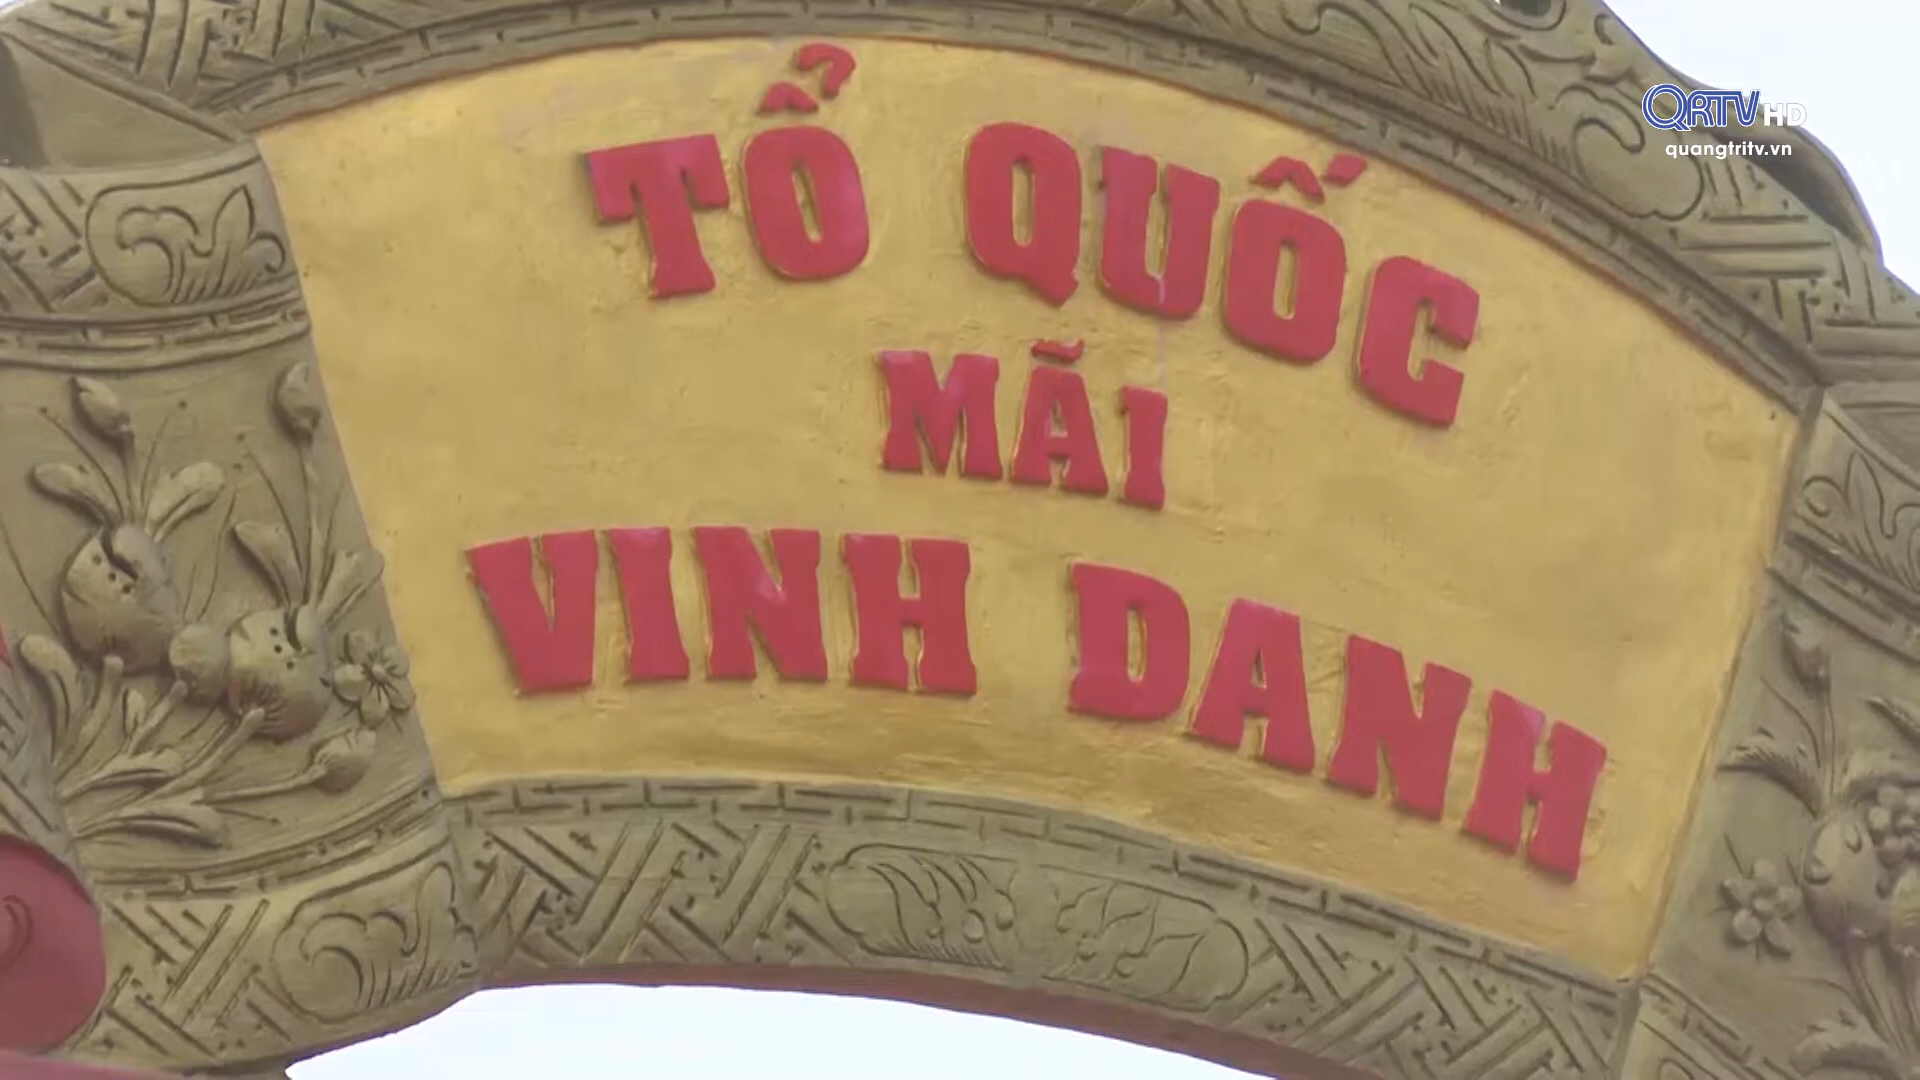 QRTV HD
quangtritv.vn
TỔ QUỐC
MÃI
VINH DANH